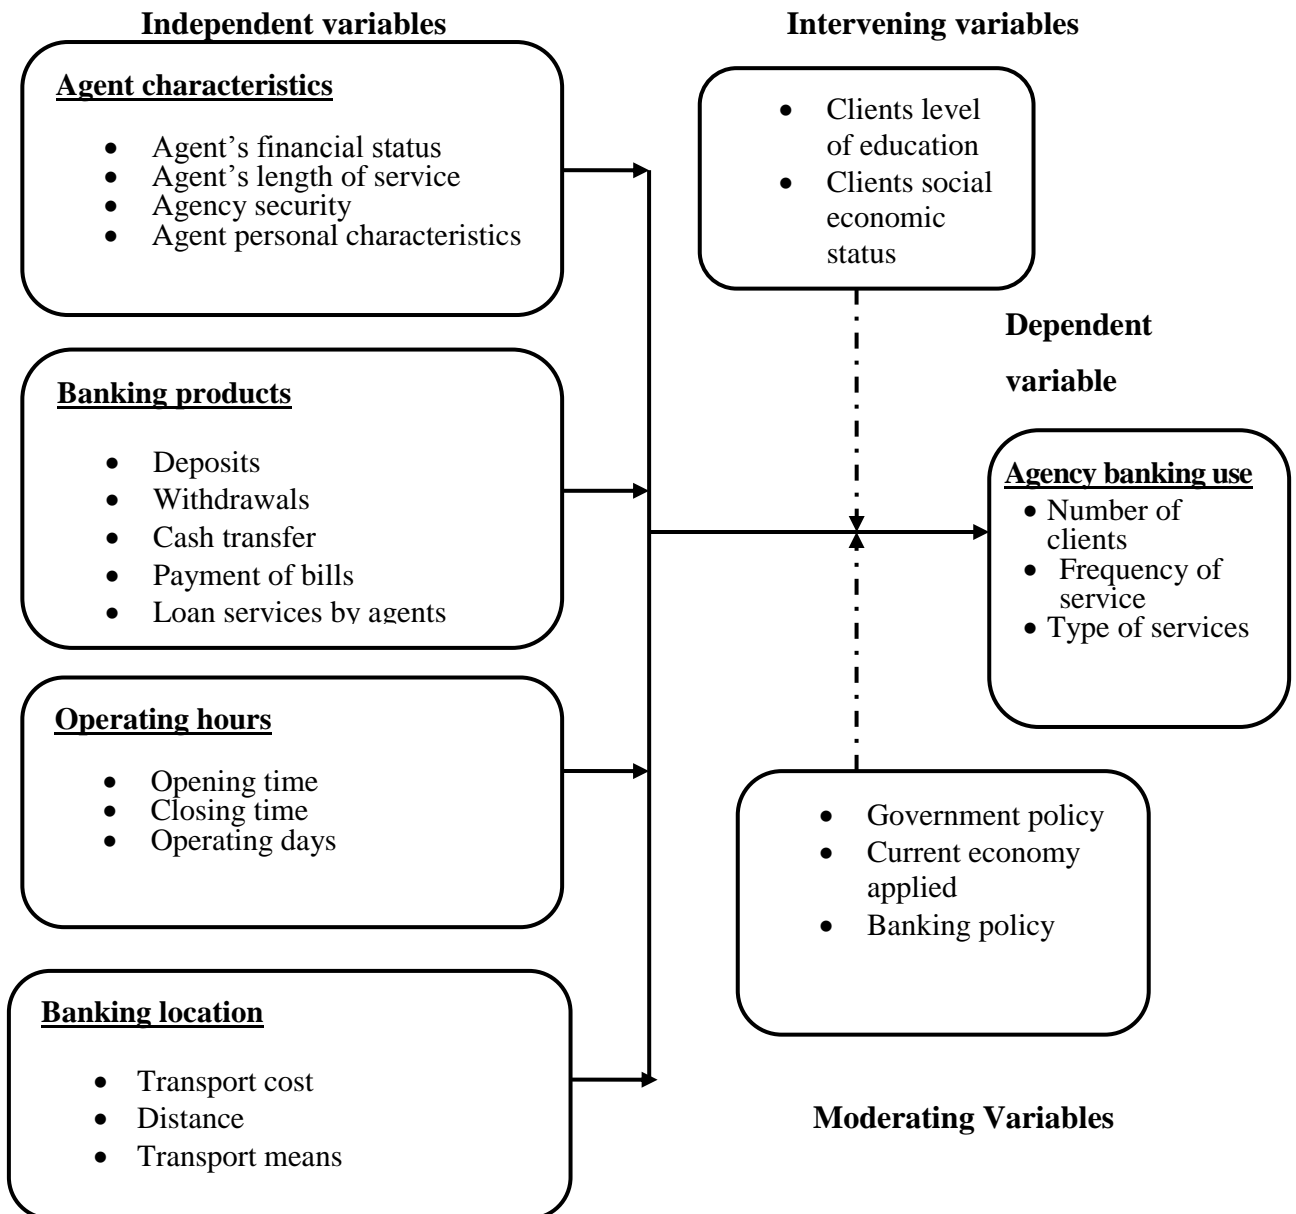 Independent variables
Agent characteristics
• Agent’s financial status
• Agent’s length of service
• Agency security
• Agent personal characteristics
Banking products
• Deposits
• Withdrawals
• Cash transfer
• Payment of bills
• Loan services by agents
Operating hours
• Opening time
• Closing time
• Operating days
Banking location
• Transport cost
• Distance
• Transport means
Intervening variables
• Clients level
of education
• Clients social
economic
status
Dependent
variable
Agency banking use
• Number of
clients
• Frequency of
service
• Type of services
• Government policy
• Current economy
applied
• Banking policy
Moderating Variables